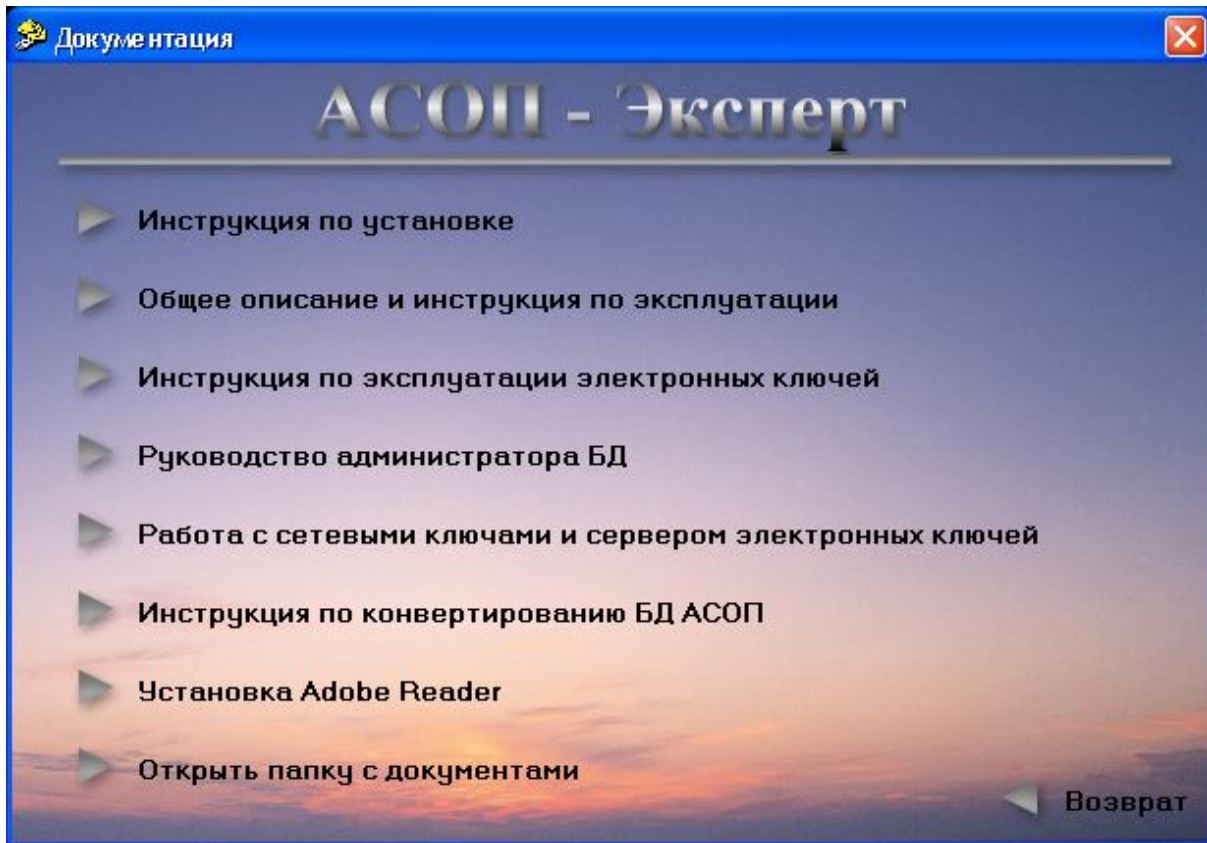 Документация
АСОП - Эксперт
Инструкция по установке
Общее описание и инструкция по эксплуатации
Инструкция по эксплуатации электронных ключей
Руководство администратора БД
Работа с сетевыми ключами и сервером электронных ключей
Инструкция по конвертированию БД АСОП
Установка Adobe Reader
Открыть папку с документами
Возврат